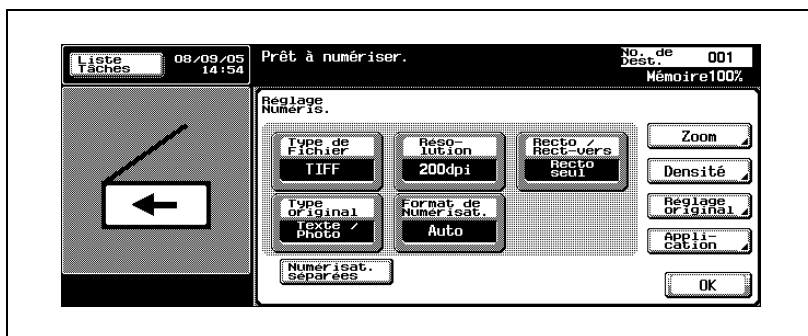 Liste
Tâches
08/09/05
14:54
Prêt à numériser.
No. de
Dest.
001
Mémoire100%
Réglage
Numéris.
Type de
Fichier
TIFF
Réso-
lution
200dpi
Recto /
Rect-vers
Recto
seul
Type
original
Texte /
Photo
Format de
Numérisat.
Auto
Numérisat.
séparées
Zoom
Densité
Réglage
original
Appli-
cation
OK